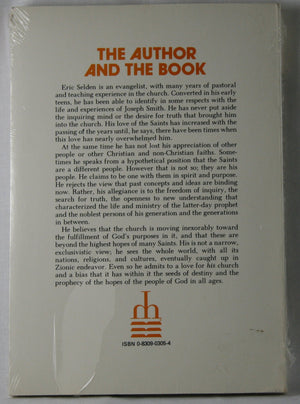 THE AUTHOR
AND THE BOOK
Eric Selden is an evangelist, with many years of pastoral
and teaching experience in the church. Converted in his early
teens, he has been able to identify in some respects with the
life and experiences of Joseph Smith. He has never put aside
the inquiring mind or the desire for truth that brought him
into the church. His love of the Saints has increased with the
passing of the years until, he says, there have been times when
this love has nearly overwhelmed him.
At the same time he has not lost his appreciation of other
people or other Christian and non-Christian faiths. Some-
times he speaks from a hypothetical position that the Saints
are a different people. However that is not so; they are his
people. He claims to be one with them in spirit and purpose.
He rejects the view that past concepts and ideas are binding
now. Rather, his allegiance is to the freedom of inquiry, the
search for truth, the openness to new understanding that
characterized the life and ministry of the latter-day prophet
and the noblest persons of his generation and the generations
in between.
He believes that the church is moving inexorably toward
the fulfillment of God's purposes in it, and that these are
beyond the highest hopes of many Saints. His is not a narrow,
exclusivistic view; he sees the whole world, with all its
nations, religions, and cultures, eventually caught up in
Zionic endeavor. Even so he admits to a love for his church
and a bias that it has within it the seeds of destiny and the
prophecy of the hopes of the people of God in all ages.
ISBN 0-8309-0305-4